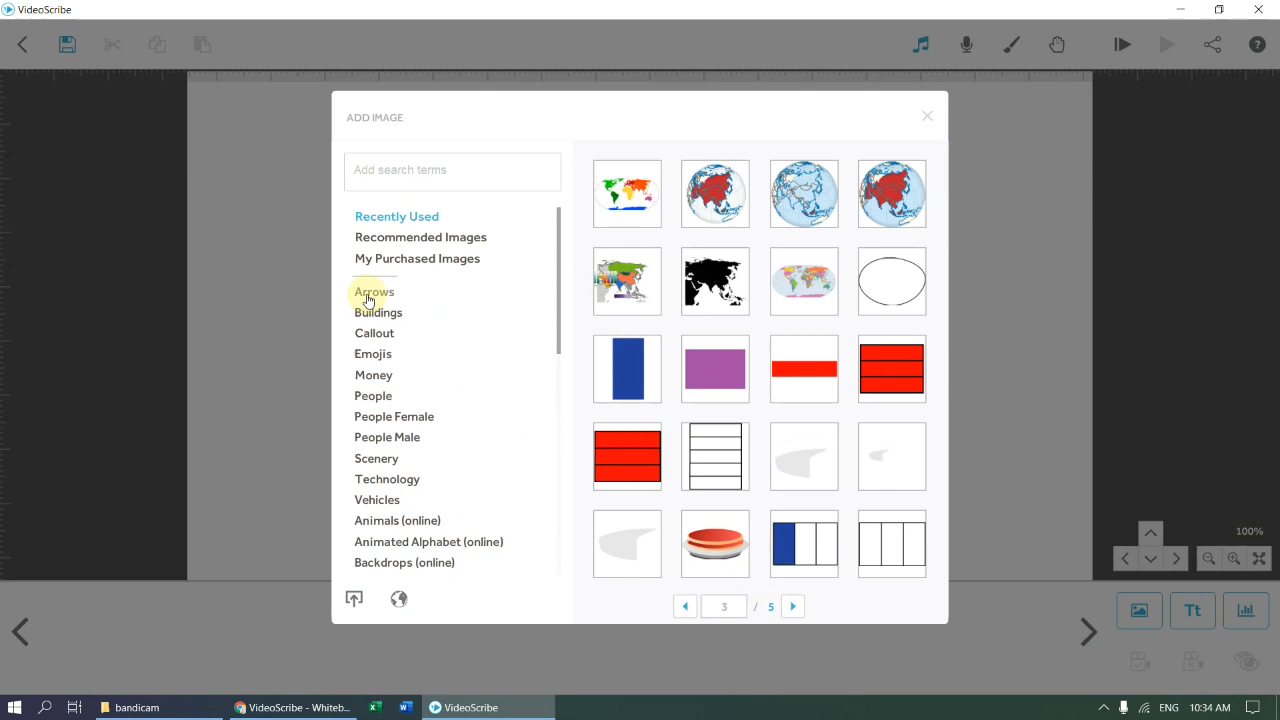 VideoScribe
ADD IMAGE
Add search terms
Recently Used
Recommended Images
My Purchased Images
Arrows
Buildings
Callout
Emojis
Money
People
People Female
People Male
Scenery
Technology
Vehicles
Animals (online)
Animated Alphabet (online)
Backdrops (online)
3 / 5
100%
Tt
bandicam
VideoScribe - Whiteb...
VideoScribe
ENG
10:34 AM